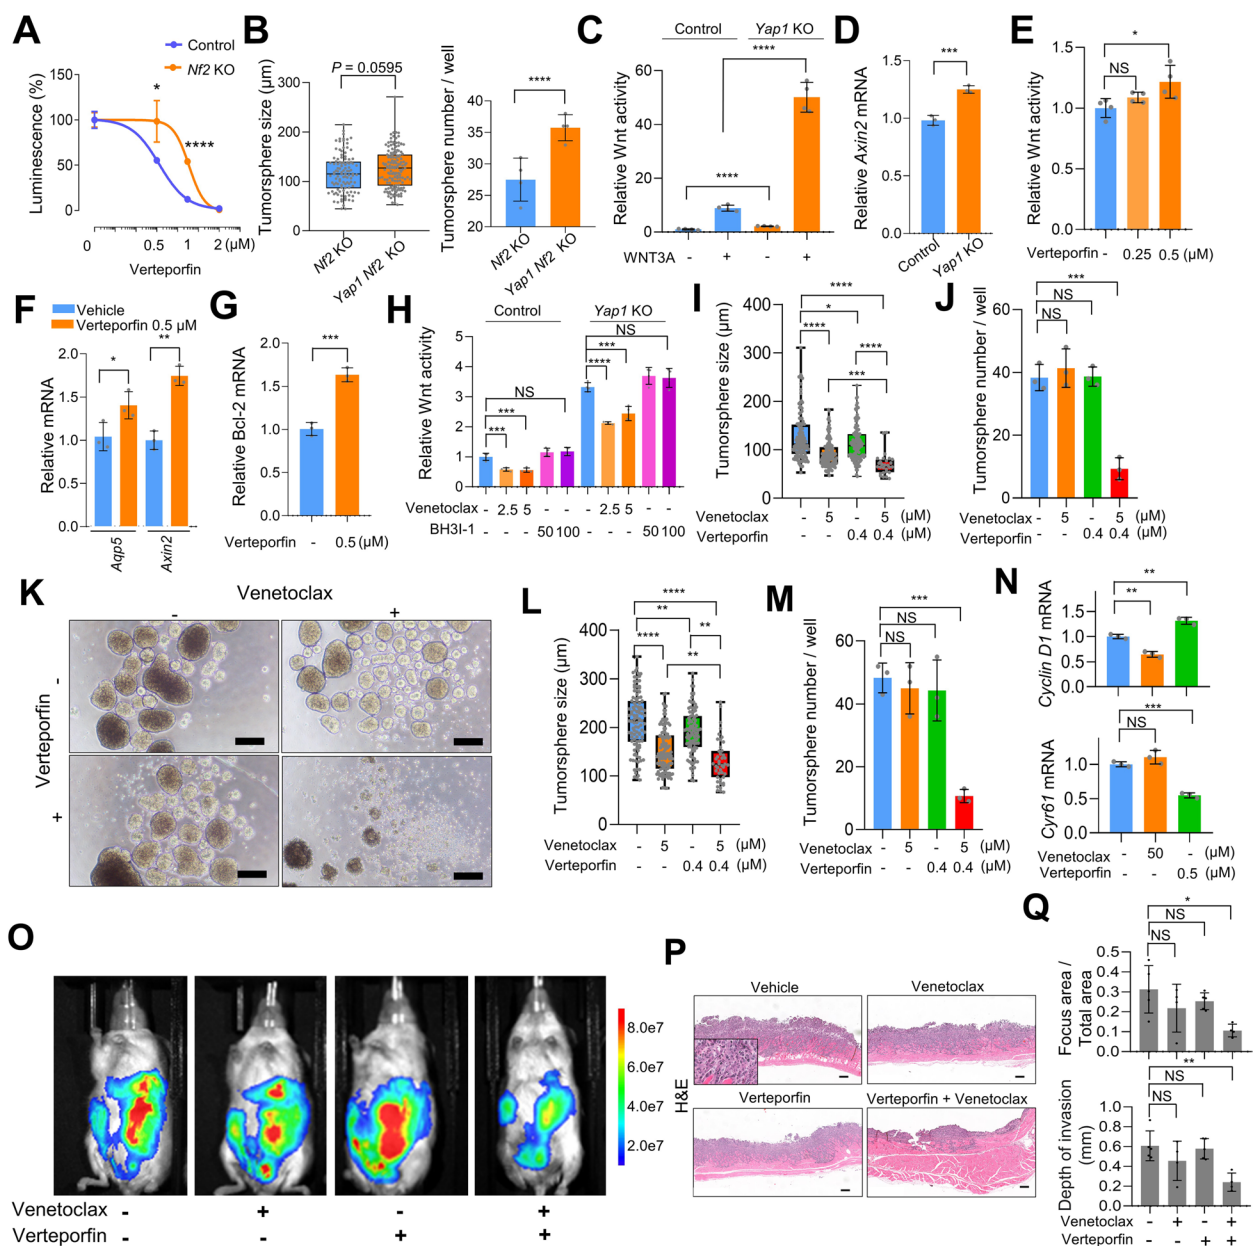 A
Control
Nf2 KO
Luminescence (%)
150
100
50
0
*
****
0
0.5
1
2
(μM)
Verteporfin
B
Tumorsphere size (μm)
300
200
100
0
P = 0.0595
Nf2 KO
Yap1 Nf2 KO
Tumorsphere number / well
40
35
30
25
20
****
Nf2 KO
Yap1 Nf2 KO
C
Control
Yap1 KO
Relative Wnt activity
60
40
20
0
****
****
WNT3A
-
+
-
+
D
Relative Axin2 mRNA
1.5
1.0
0.5
0.0
***
Control
Yap1 KO
E
Relative Wnt activity
1.5
1.0
0.5
0.0
*
NS
Verteporfin - 0.25 0.5 (μM)
F
Vehicle
Verteporfin 0.5 μM
Relative mRNA
2.0
1.5
1.0
0.5
0.0
*
**
Aqp5
Axin2
G
Relative Bcl-2 mRNA
2.0
1.5
1.0
0.5
0.0
***
Verteporfin - 0.5 (μM)
H
Control
Yap1 KO
Relative Wnt activity
5
4
3
2
1
0
NS
***
***
NS
***
****
Venetoclax - 2.5 5 - - - 2.5 5 - -
BH3I-1 - - - 50 100 - - - 50 100
I
Tumorsphere size (μm)
400
300
200
100
0
****
*
****
****
***
Venetoclax - 5 - 5 (μM)
Verteporfin - - 0.4 0.4 (μM)
J
Tumorsphere number / well
60
40
20
0
***
NS
NS
Venetoclax - 5 - 5 (μM)
Verteporfin - - 0.4 0.4 (μM)
K
Venetoclax
- +
Verteporfin
-
+
L
Tumorsphere size (μm)
400
300
200
100
0
****
**
****
**
**
Venetoclax - 5 - 5 (μM)
Verteporfin - - 0.4 0.4 (μM)
M
Tumorsphere number / well
60
40
20
0
***
NS
NS
Venetoclax - 5 - 5 (μM)
Verteporfin - - 0.4 0.4 (μM)
N
Cyclin D1 mRNA
1.5
1.0
0.5
0.0
**
**
Cyr61 mRNA
1.0
0.5
0.0
***
NS
Venetoclax - 50 - (μM)
Verteporfin - - 0.5 (μM)
O
8.0e7
6.0e7
4.0e7
2.0e7
Venetoclax - + - +
Verteporfin - - + +
P
H&E
Vehicle
Venetoclax
Verteporfin
Verteporfin + Venetoclax
Q
Focus area /
Total area
0.5
0.4
0.3
0.2
0.1
0.0
*
NS
NS
Depth of invasion
(mm)
1.0
0.8
0.6
0.4
0.2
0.0
**
NS
NS
Venetoclax - + - +
Verteporfin - - + +